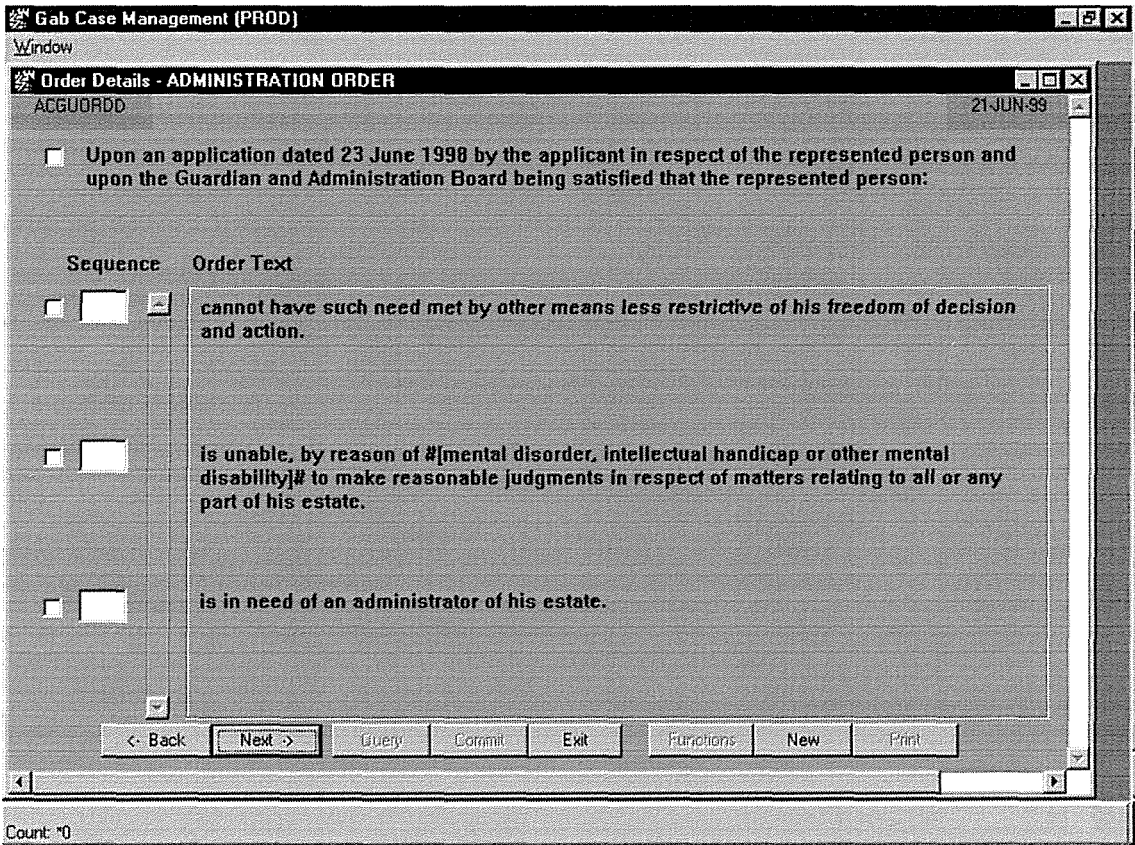 Gab Case Management (PROD)
Window
Order Details - ADMINISTRATION ORDER
ACGUORDD 21-JUN-99
Upon an application dated 23 June 1998 by the applicant in respect of the represented person and
upon the Guardian and Administration Board being satisfied that the represented person:
Sequence Order Text
cannot have such need met by other means less restrictive of his freedom of decision
and action.
is unable, by reason of #[mental disorder, intellectual handicap or other mental
disability]# to make reasonable judgments in respect of matters relating to all or any
part of his estate.
is in need of an administrator of his estate.
<- Back Next -> Query Commit Exit Functions New Print
Count: *0